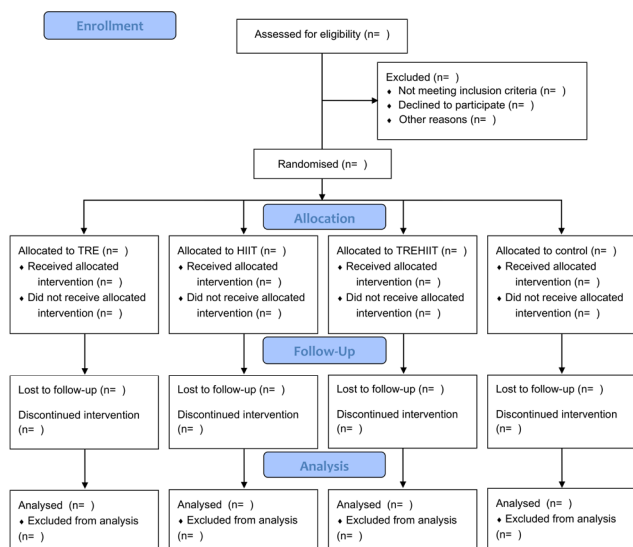 Enrollment
Assessed for eligibility (n=  )
Excluded (n=  )
♦ Not meeting inclusion criteria (n=  )
♦ Declined to participate (n=  )
♦ Other reasons (n=  )
Randomised (n=  )
Allocation
Allocated to TRE (n=  )
♦ Received allocated
intervention (n=  )
♦ Did not receive allocated
intervention (n=  )
Allocated to HIIT (n=  )
♦ Received allocated
intervention (n=  )
♦ Did not receive allocated
intervention (n=  )
Allocated to TREHIIT (n=  )
♦ Received allocated
intervention (n=  )
♦ Did not receive allocated
intervention (n=  )
Allocated to control (n=  )
♦ Received allocated
intervention (n=  )
♦ Did not receive allocated
intervention (n=  )
Follow-Up
Lost to follow-up (n=  )
Discontinued intervention
(n=  )
Lost to follow-up (n=  )
Discontinued intervention
(n=  )
Lost to follow-up (n=  )
Discontinued intervention
(n=  )
Lost to follow-up (n=  )
Discontinued intervention
(n=  )
Analysis
Analysed  (n=  )
♦ Excluded from analysis
(n=  )
Analysed  (n=  )
♦ Excluded from analysis
(n=  )
Analysed  (n=  )
♦ Excluded from analysis
(n=  )
Analysed  (n=  )
♦ Excluded from analysis
(n=  )